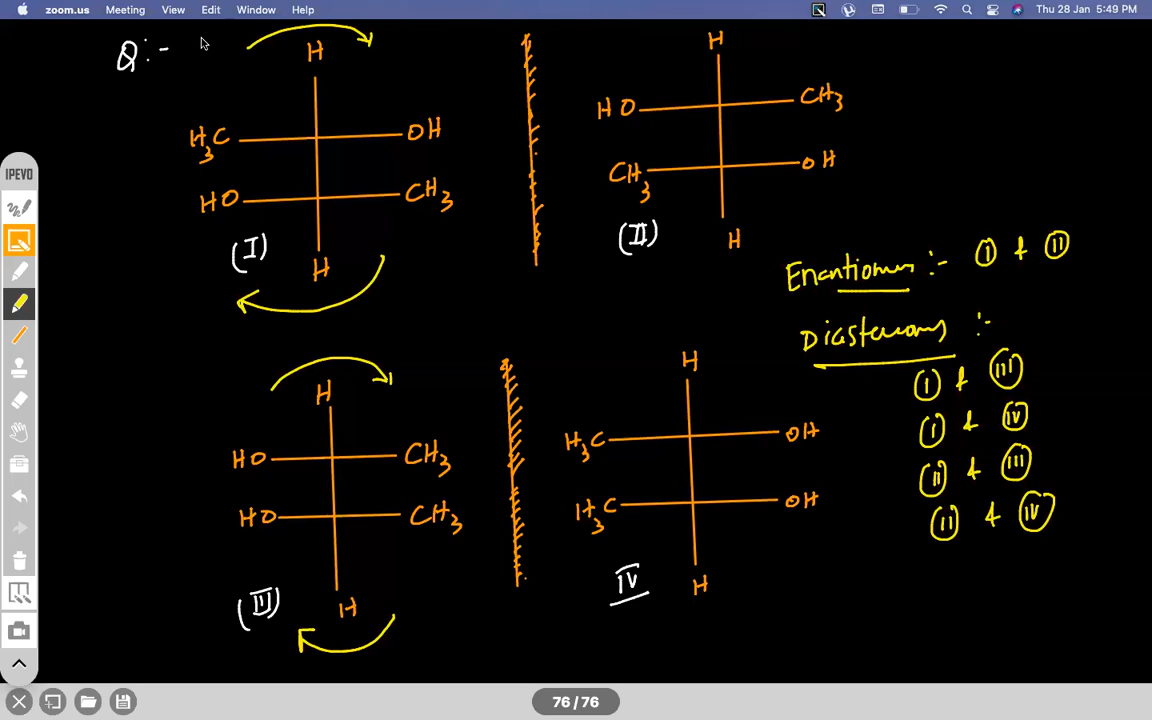 zoom.us Meeting View Edit Window Help Thu 28 Jan 5:49 PM
Q:-
H
H3C OH
HO CH3
(I)
H
H
HO CH3
CH3 OH
(II)
H
IPEVO
Enantiomers :- I & II
Diasteromers :-
I & III
I & IV
II & III
II & IV
H
HO CH3
HO CH3
(III)
H
H
H3C OH
H3C OH
IV
H
76 / 76